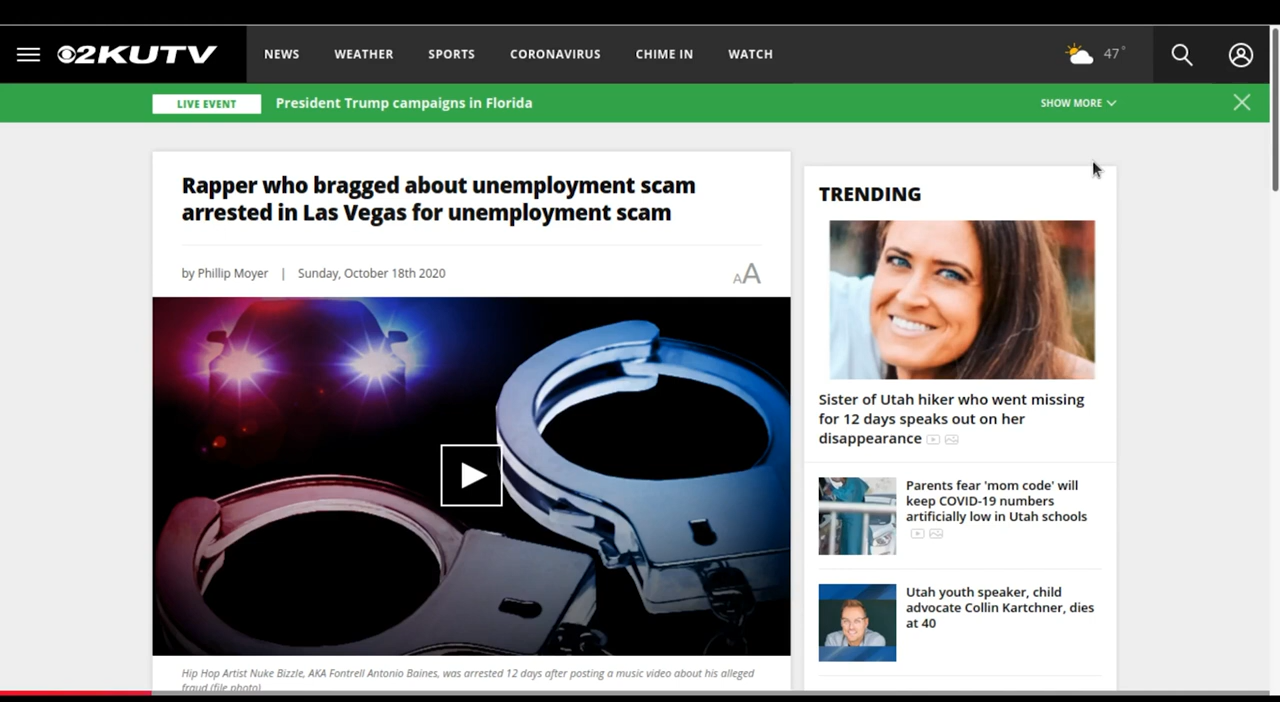 2KUTV
NEWS
WEATHER
SPORTS
CORONAVIRUS
CHIME IN
WATCH
47°
LIVE EVENT
President Trump campaigns in Florida
SHOW MORE
Rapper who bragged about unemployment scam
arrested in Las Vegas for unemployment scam
by Phillip Moyer | Sunday, October 18th 2020
AA
Hip Hop Artist Nuke Bizzle, AKA Fontrell Antonio Baines, was arrested 12 days after posting a music video about his alleged
fraud (file photo)
TRENDING
Sister of Utah hiker who went missing
for 12 days speaks out on her
disappearance
Parents fear 'mom code' will
keep COVID-19 numbers
artificially low in Utah schools
Utah youth speaker, child
advocate Collin Kartchner, dies
at 40